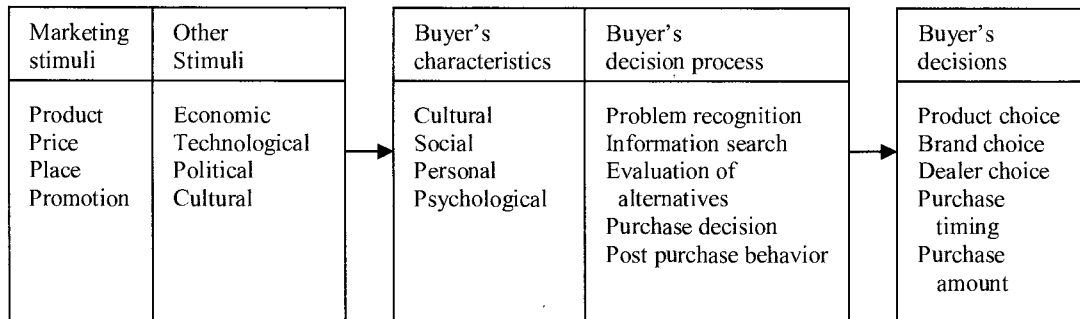 Marketing
stimuli
Other
Stimuli
Product
Price
Place
Promotion
Economic
Technological
Political
Cultural
Buyer's
characteristics
Buyer's
decision process
Cultural
Social
Personal
Psychological
Problem recognition
Information search
Evaluation of
alternatives
Purchase decision
Post purchase behavior
Buyer's
decisions
Product choice
Brand choice
Dealer choice
Purchase
timing
Purchase
amount